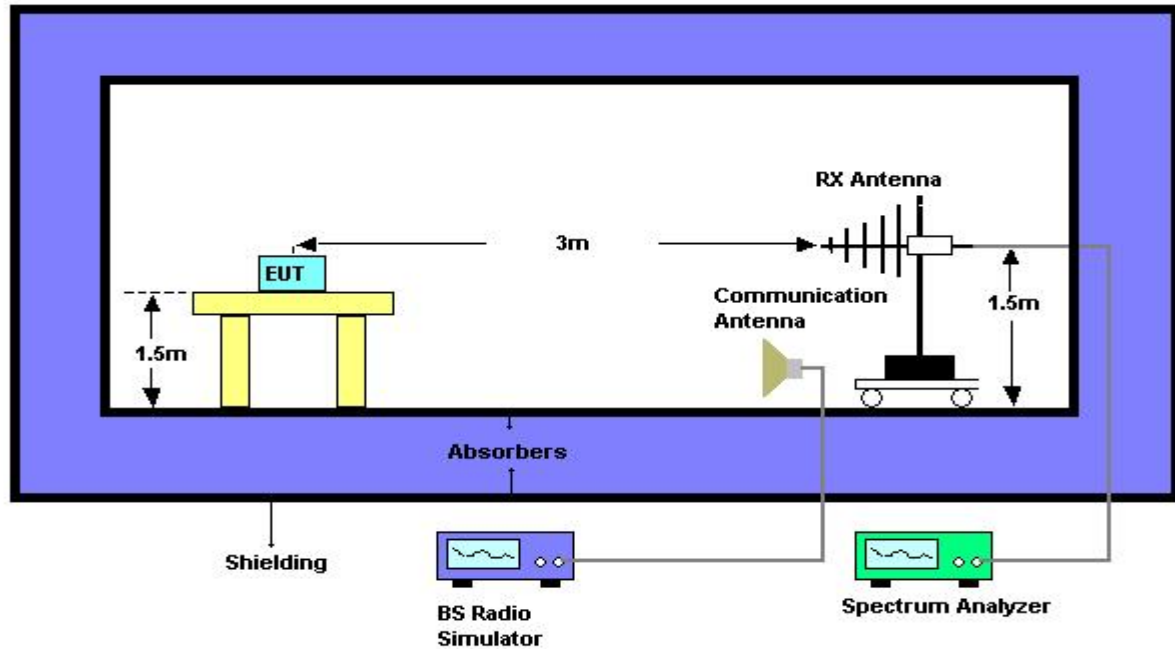 RX Antenna
3m
EUT
Communication
Antenna
1.5m
1.5m
Absorbers
Shielding
BS Radio
Simulator
Spectrum Analyzer